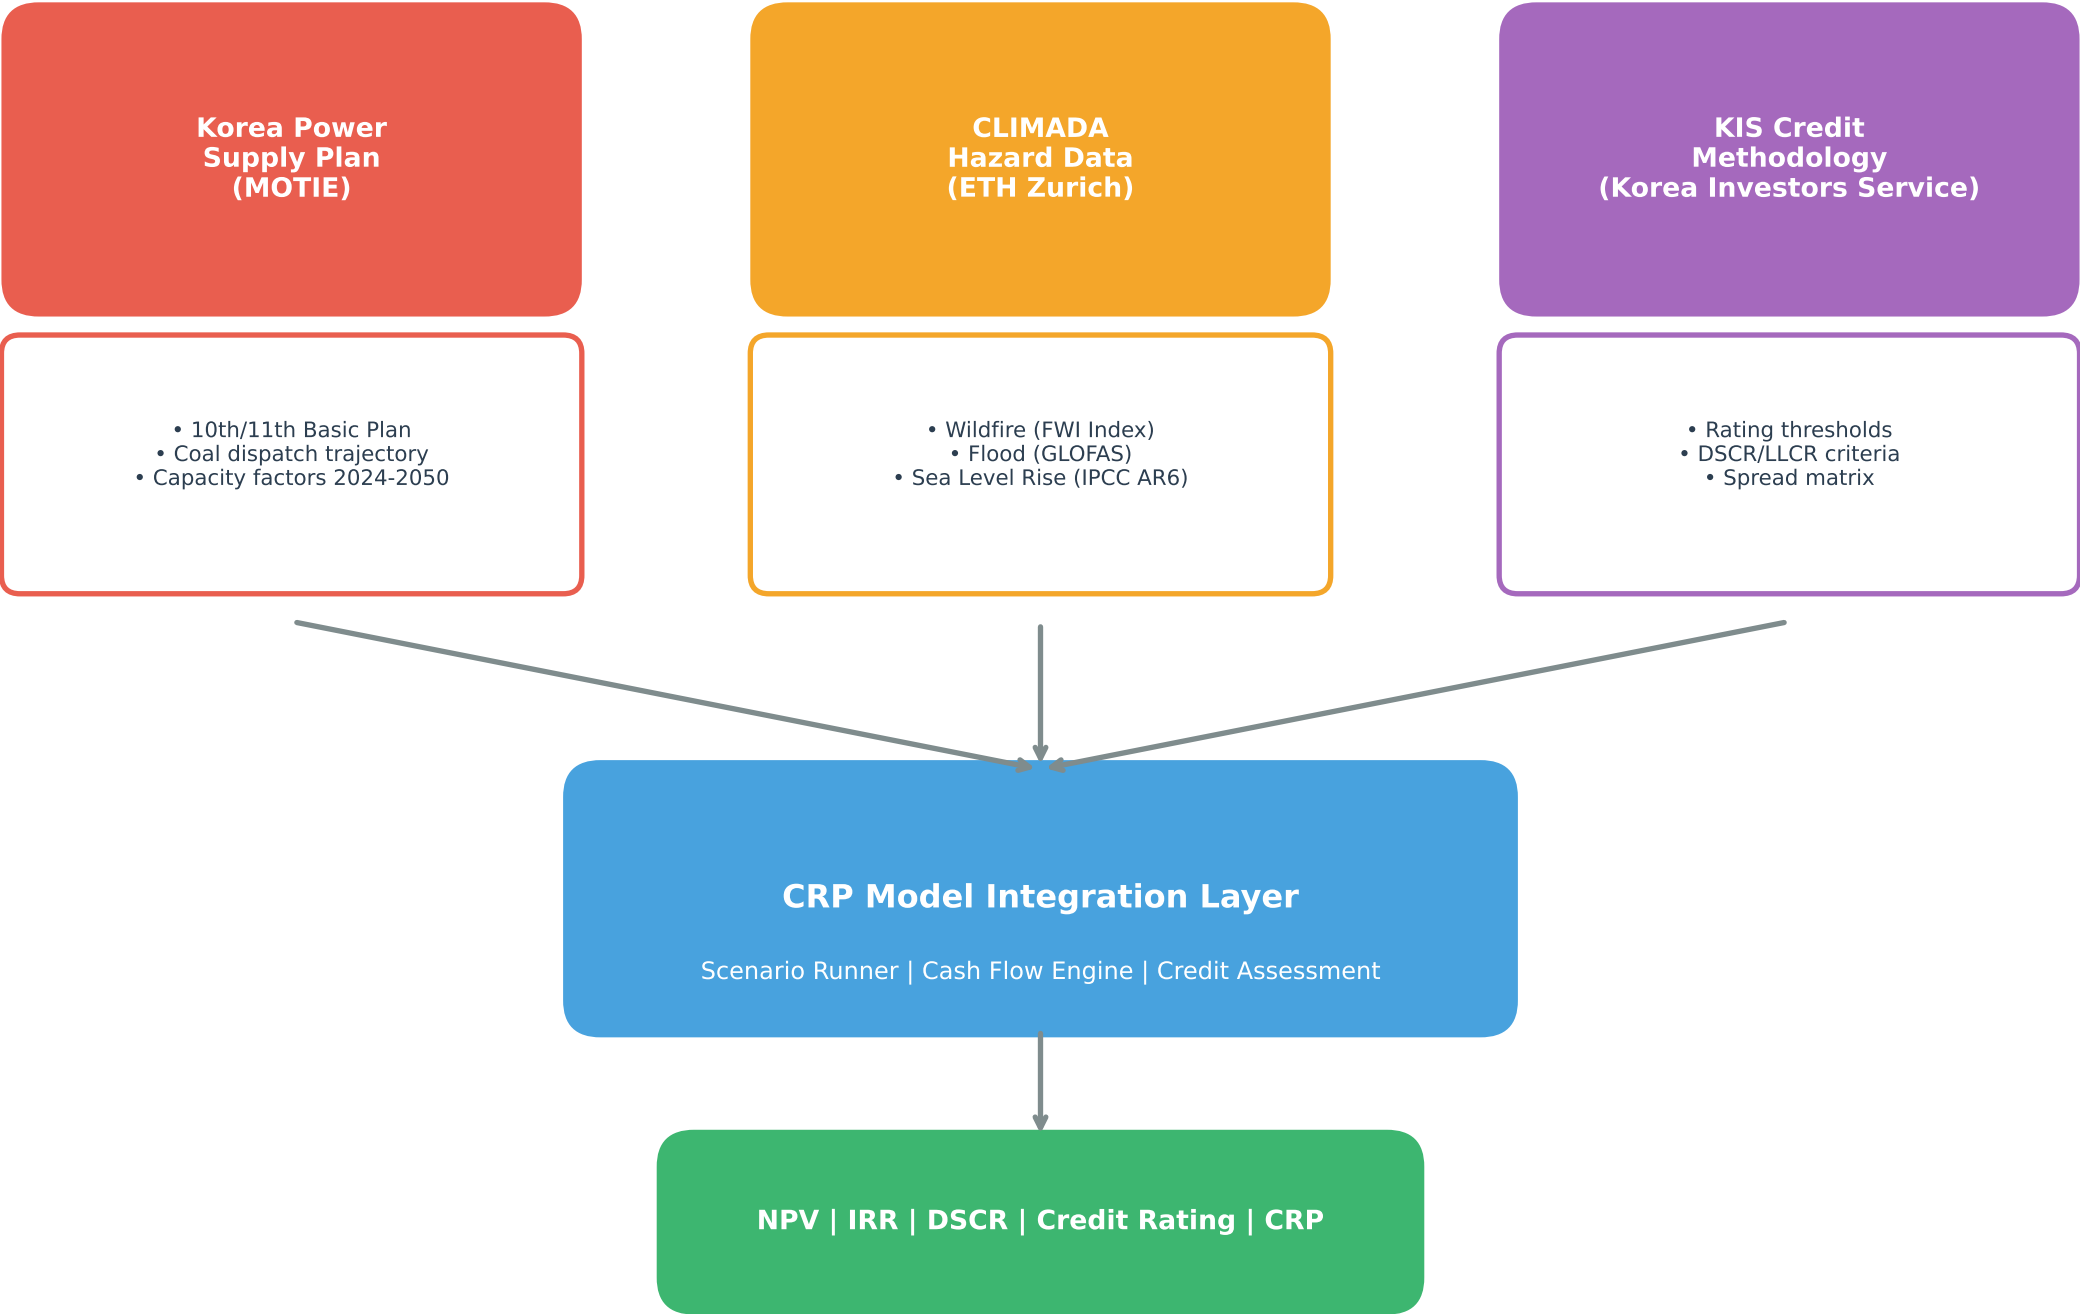 Korea Power
Supply Plan
(MOTIE)
• 10th/11th Basic Plan
• Coal dispatch trajectory
• Capacity factors 2024-2050
CLIMADA
Hazard Data
(ETH Zurich)
• Wildfire (FWI Index)
• Flood (GLOFAS)
• Sea Level Rise (IPCC AR6)
KIS Credit
Methodology
(Korea Investors Service)
• Rating thresholds
• DSCR/LLCR criteria
• Spread matrix
CRP Model Integration Layer
Scenario Runner | Cash Flow Engine | Credit Assessment
NPV | IRR | DSCR | Credit Rating | CRP